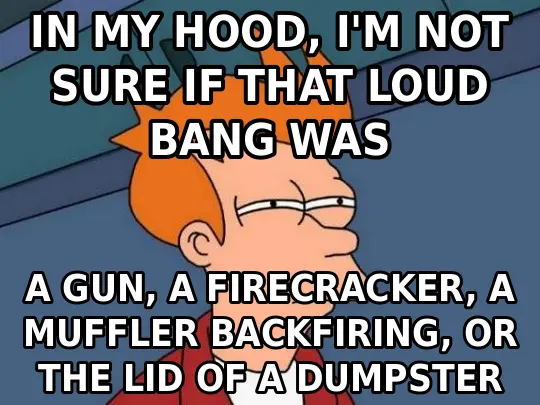 IN MY HOOD, I'M NOT
SURE IF THAT LOUD
BANG WAS
A GUN, A FIRECRACKER, A
MUFFLER BACKFIRING, OR
THE LID OF A DUMPSTER